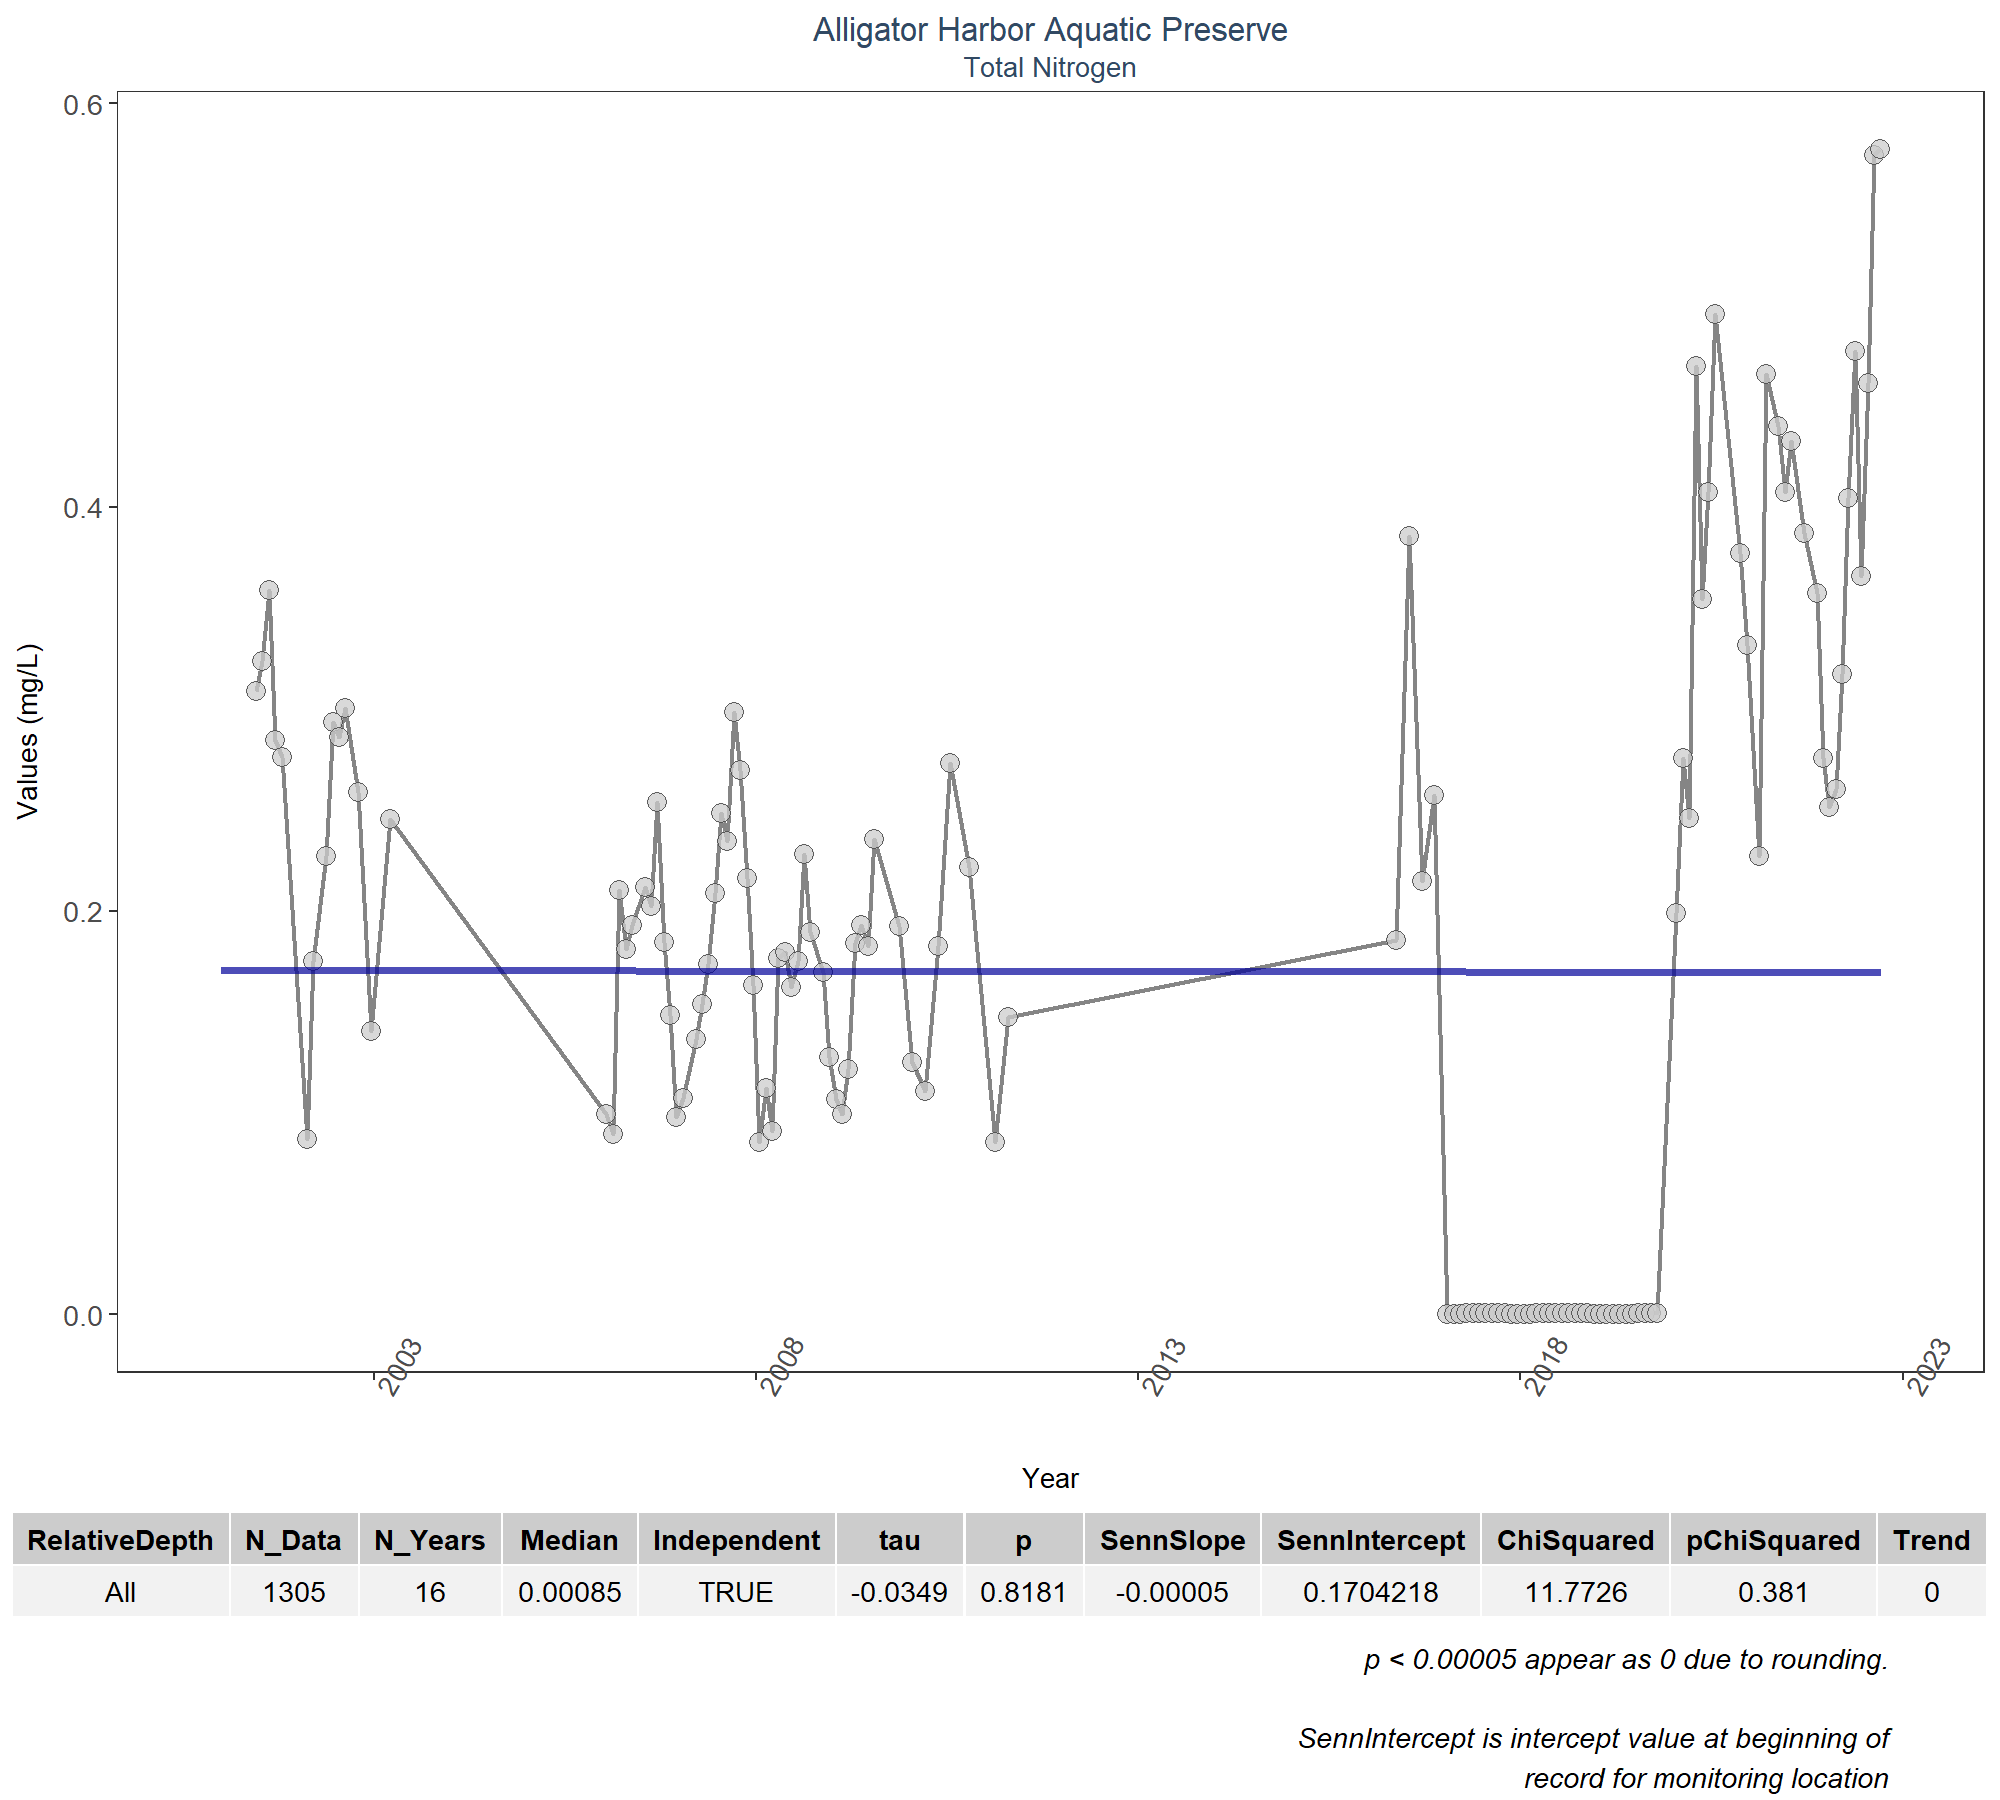 Alligator Harbor Aquatic Preserve
Total Nitrogen
0.6
0.4
0.2
0.0
Values (mg/L)
2003
2008
2013
2018
2023
Year
RelativeDepth N_Data N_Years Median Independent tau p SennSlope SennIntercept ChiSquared pChiSquared Trend
All 1305 16 0.00085 TRUE -0.0349 0.8181 -0.00005 0.1704218 11.7726 0.381 0
p < 0.00005 appear as 0 due to rounding.
SennIntercept is intercept value at beginning of
record for monitoring location